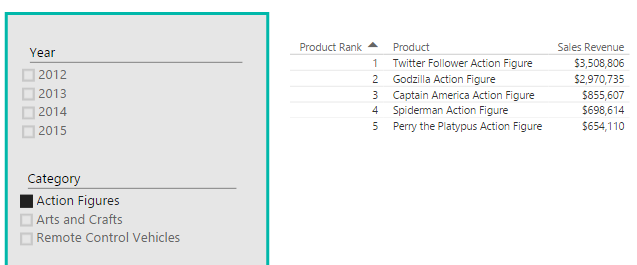 Year
2012
2013
2014
2015
Category
Action Figures
Arts and Crafts
Remote Control Vehicles
Product Rank Product Sales Revenue
1 Twitter Follower Action Figure $3,508,806
2 Godzilla Action Figure $2,970,735
3 Captain America Action Figure $855,607
4 Spiderman Action Figure $698,614
5 Perry the Platypus Action Figure $654,110